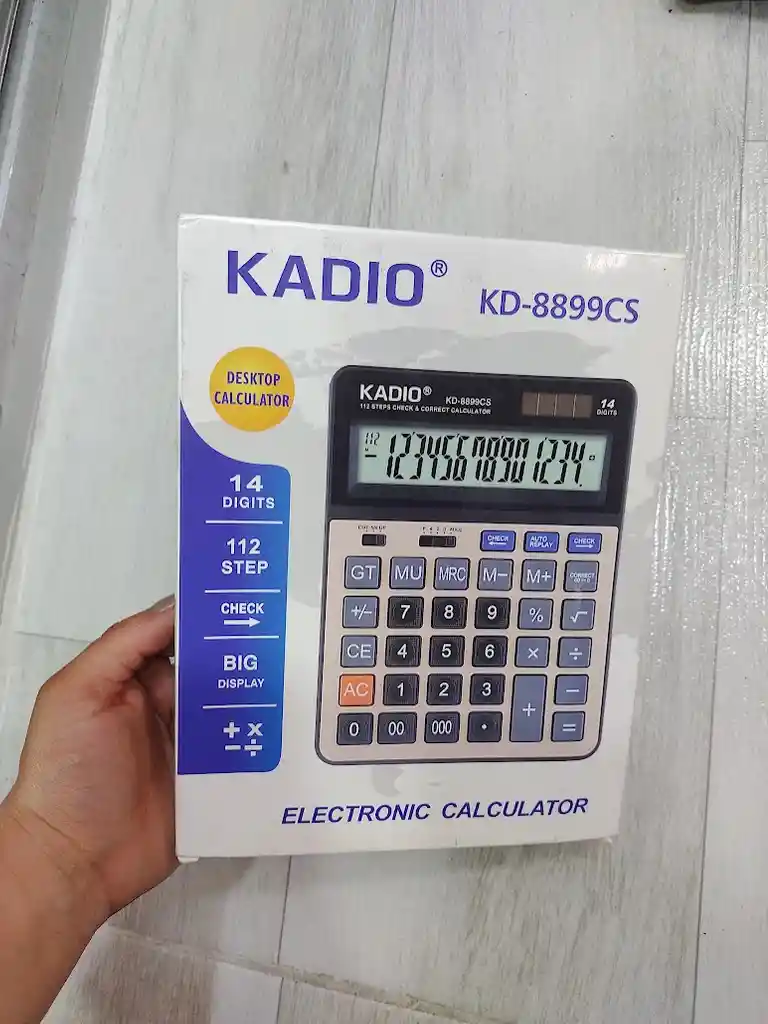 KADIO®
KD-8899CS
DESKTOP
CALCULATOR
14
DIGITS
112
STEP
CHECK
→
BIG
DISPLAY
+ ×
− ÷
KADIO®
KD-8899CS
112 STEPS CHECK & CORRECT CALCULATOR
14
DIGITS
112
CHECK ←
AUTO REPLAY
CHECK →
GT MU MRC M− M+ CORRECT
+/− 7 8 9 % √
CE 4 5 6 × ÷
AC 1 2 3 + −
0 00 000 • =
ELECTRONIC CALCULATOR